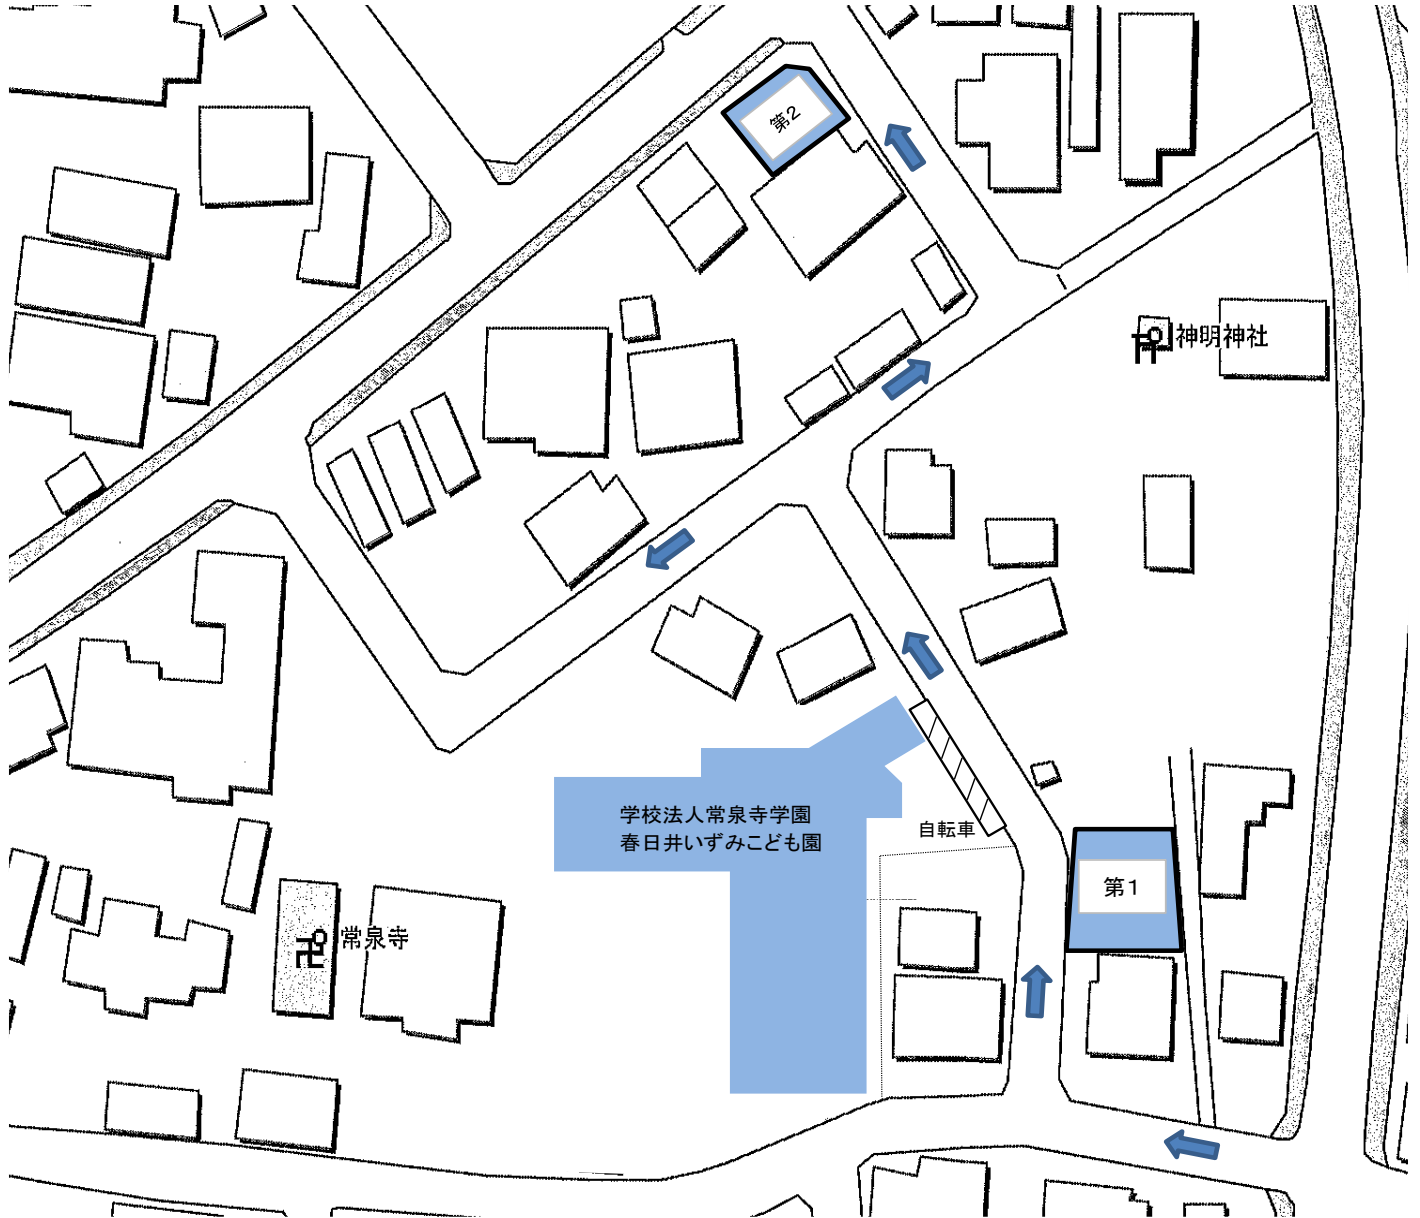 第2
神明神社
学校法人常泉寺学園
春日井いずみこども園
自転車
第1
常泉寺